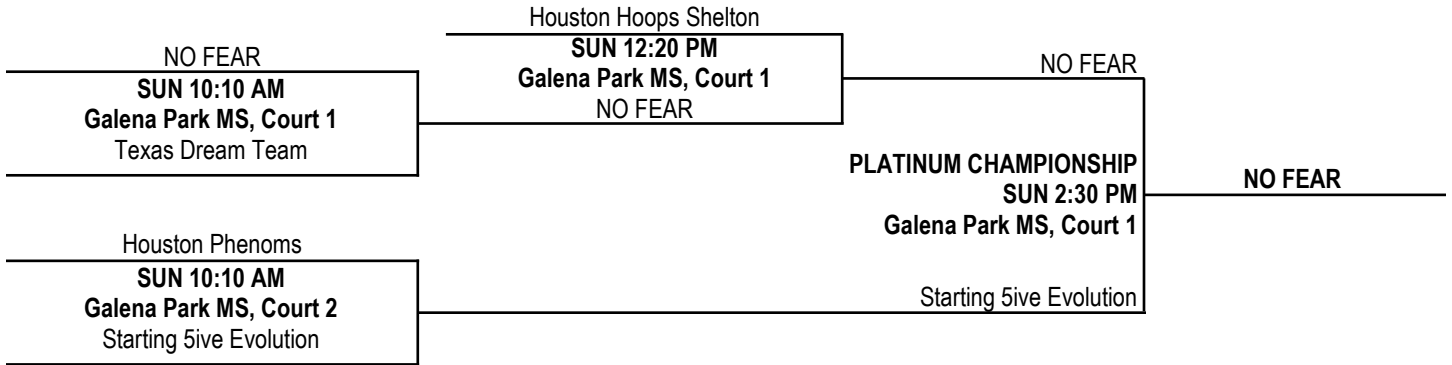 Houston Hoops Shelton
NO FEAR
SUN 12:20 PM
NO FEAR
SUN 10:10 AM
Galena Park MS, Court 1
NO FEAR
Galena Park MS, Court 1
Texas Dream Team
PLATINUM CHAMPIONSHIP
SUN 2:30 PM
Galena Park MS, Court 1
NO FEAR
Houston Phenoms
SUN 10:10 AM
Galena Park MS, Court 2
Starting 5ive Evolution
Starting 5ive Evolution